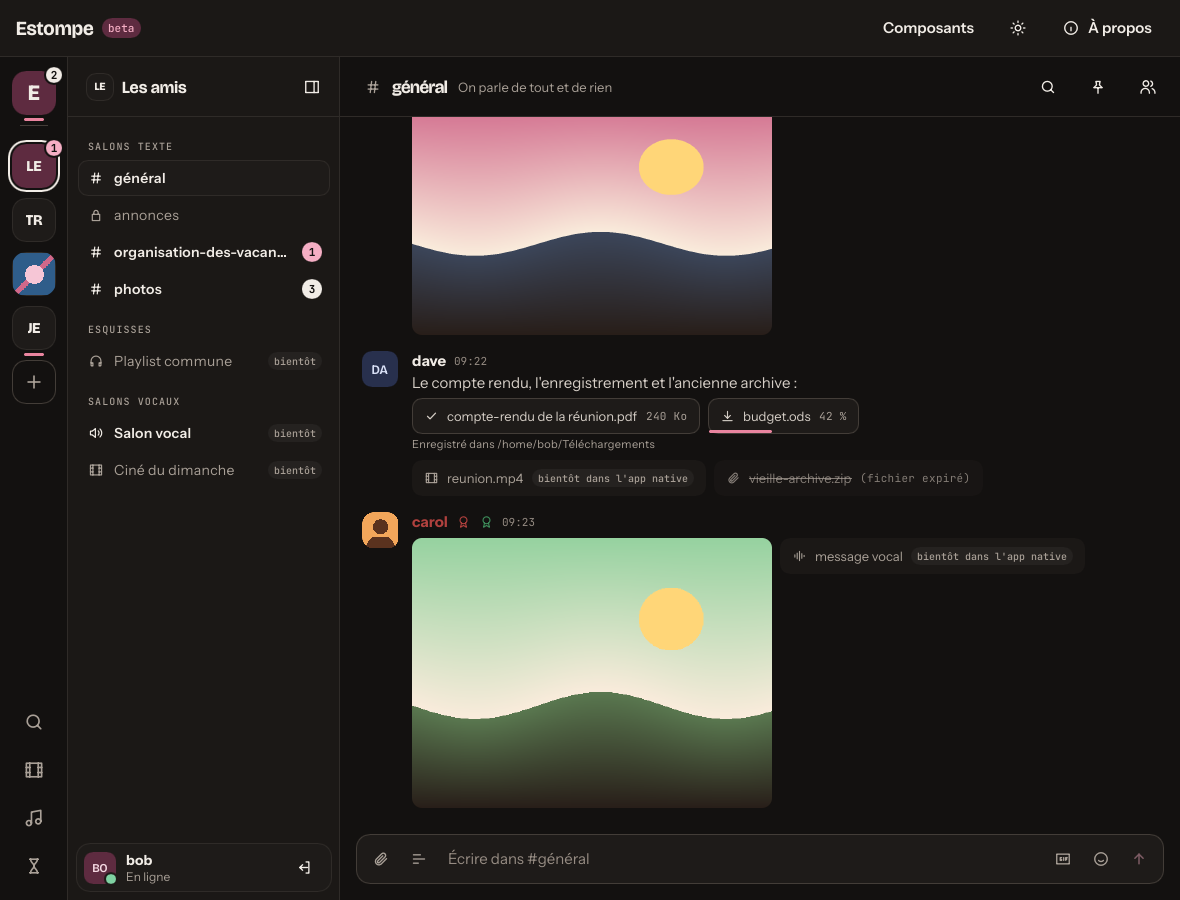 Estompe beta
Composants
À propos
E 2
LE 1
TR
JE
LE Les amis
SALONS TEXTE
# général
annonces
# organisation-des-vacan… 1
# photos 3
ESQUISSES
Playlist commune bientôt
SALONS VOCAUX
Salon vocal
Ciné du dimanche bientôt
BO bob
En ligne
# général On parle de tout et de rien
DA dave 09:22
Le compte rendu, l'enregistrement et l'ancienne archive :
compte-rendu de la réunion.pdf 240 Ko
budget.ods 42 %
Enregistré dans /home/bob/Téléchargements
reunion.mp4 bientôt dans l'app native
vieille-archive.zip (fichier expiré)
carol 09:23
message vocal bientôt dans l'app native
Écrire dans #général
GIF